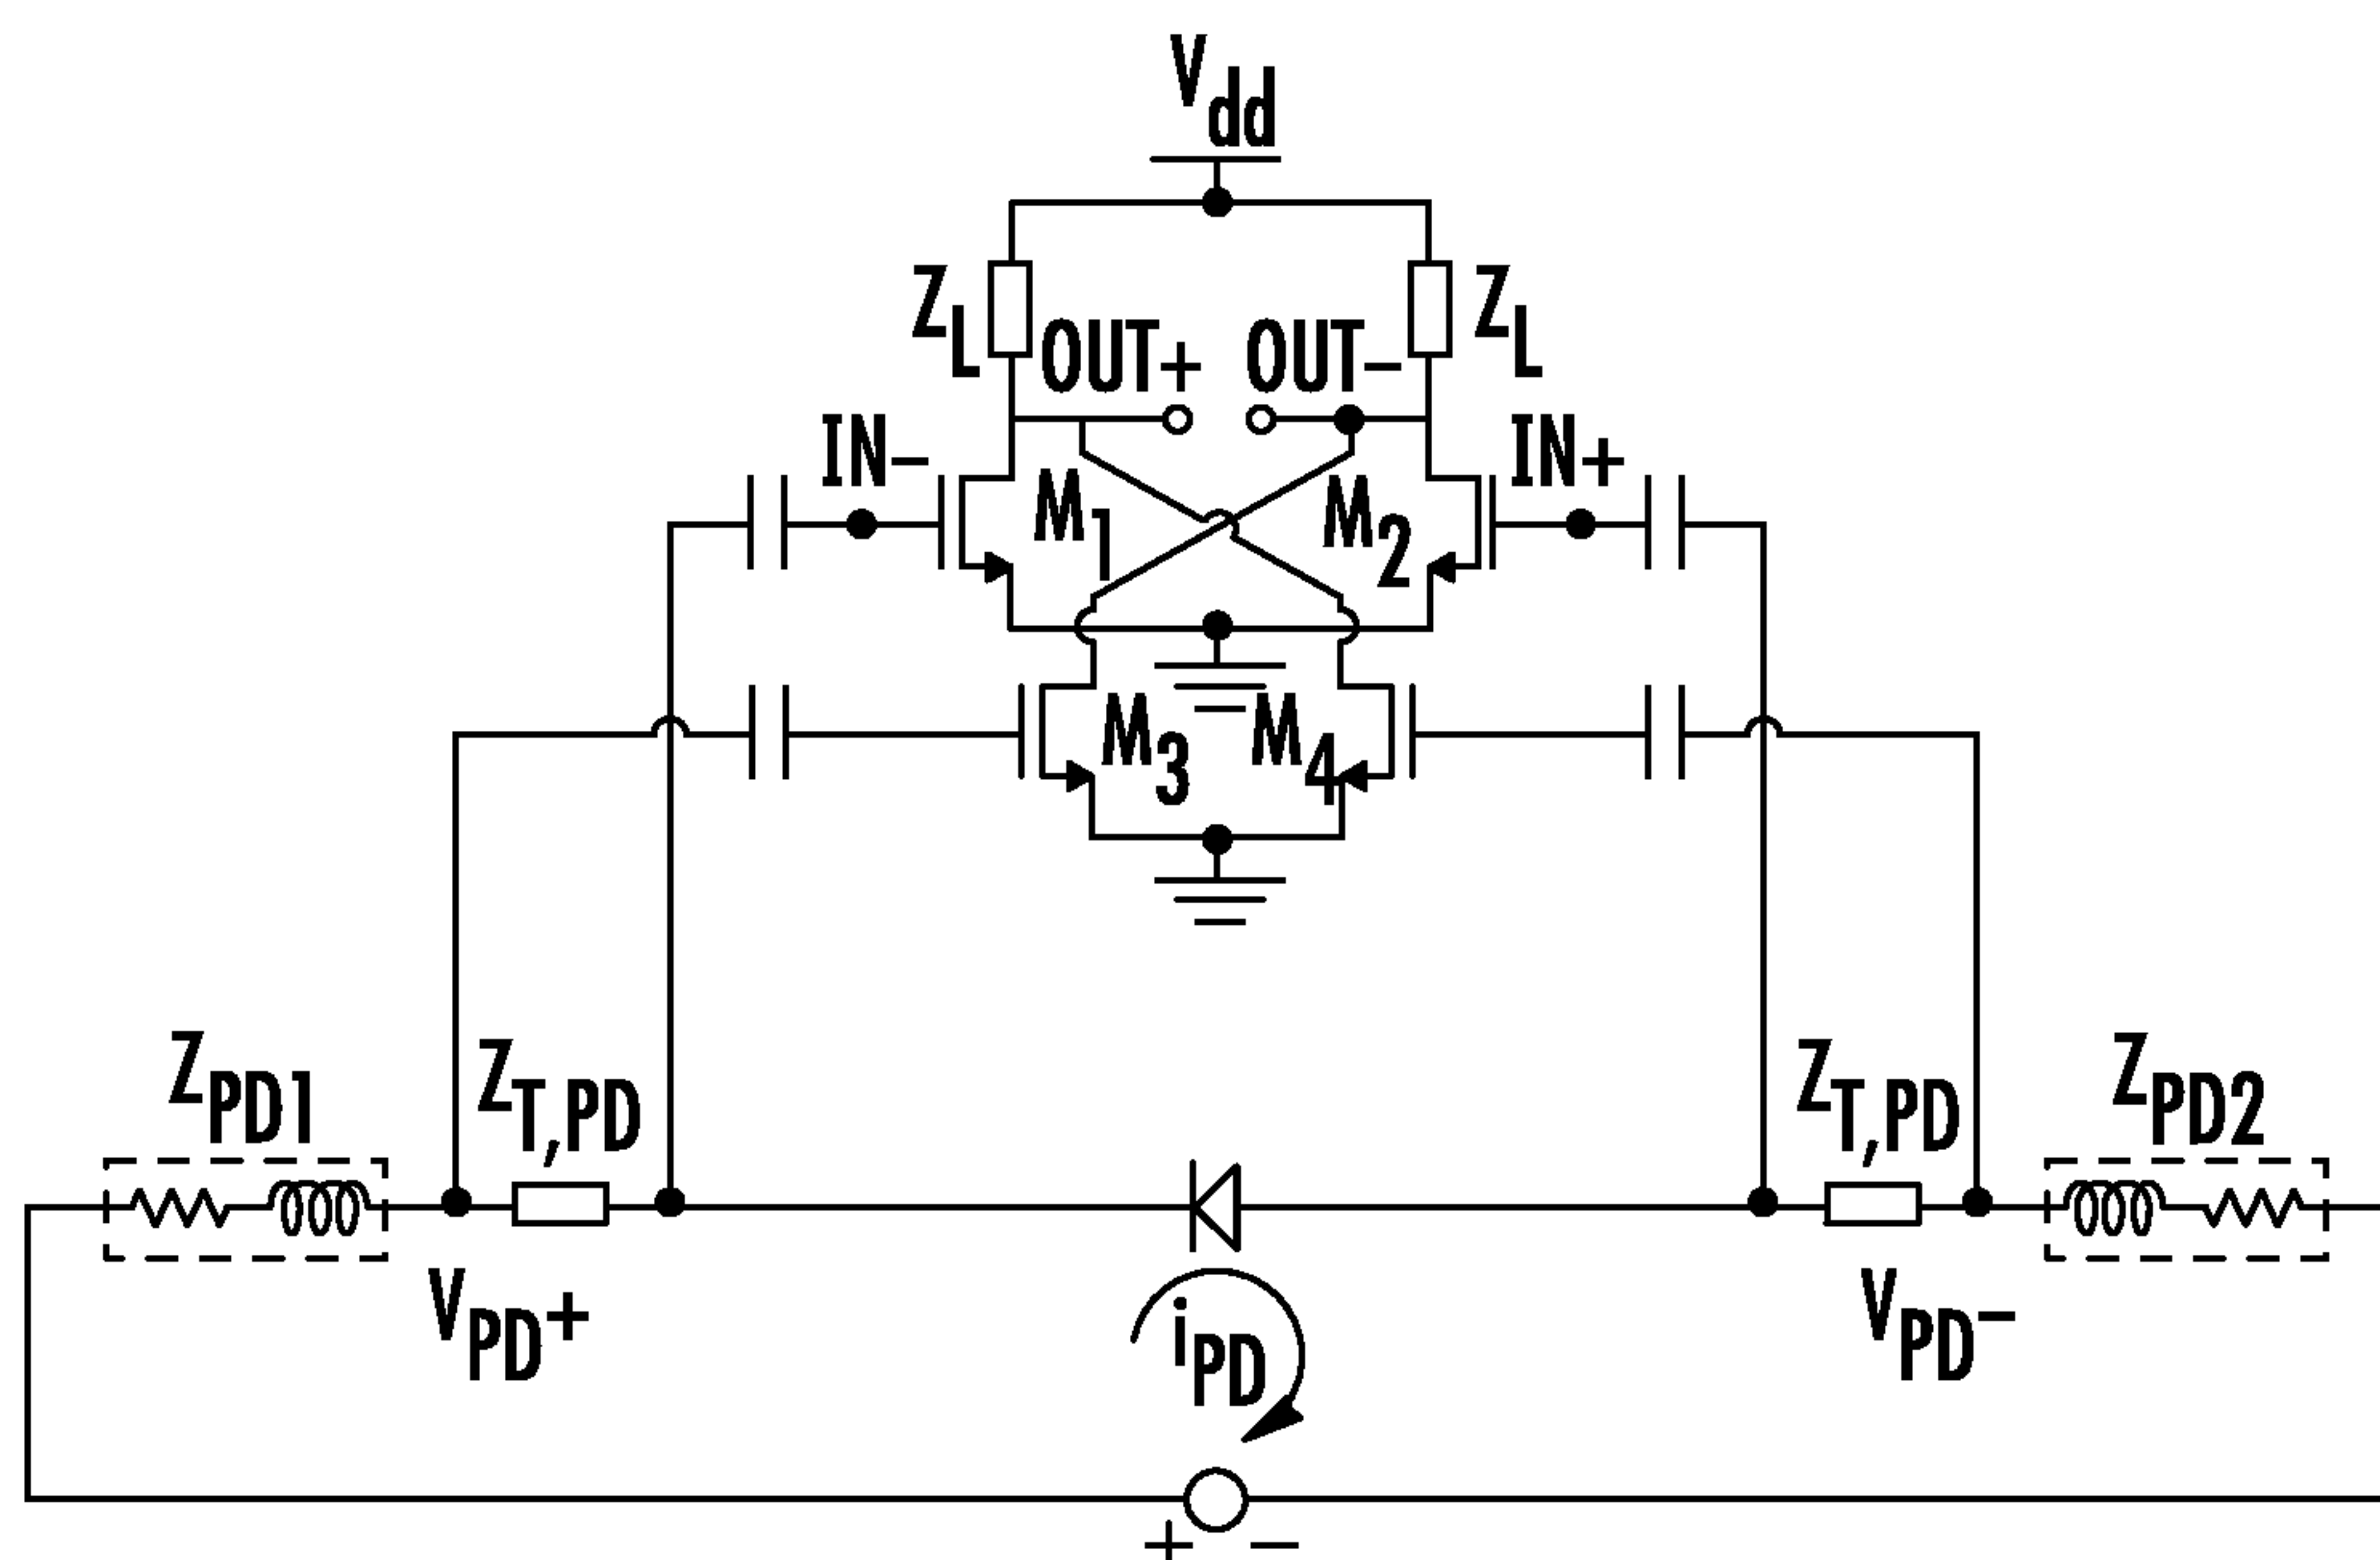 Vdd
ZL OUT+ OUT- ZL
IN- M1 M2 IN+
M3 M4
ZPD1 ZT,PD ZT,PD ZPD2
VPD+ iPD VPD-
+ -